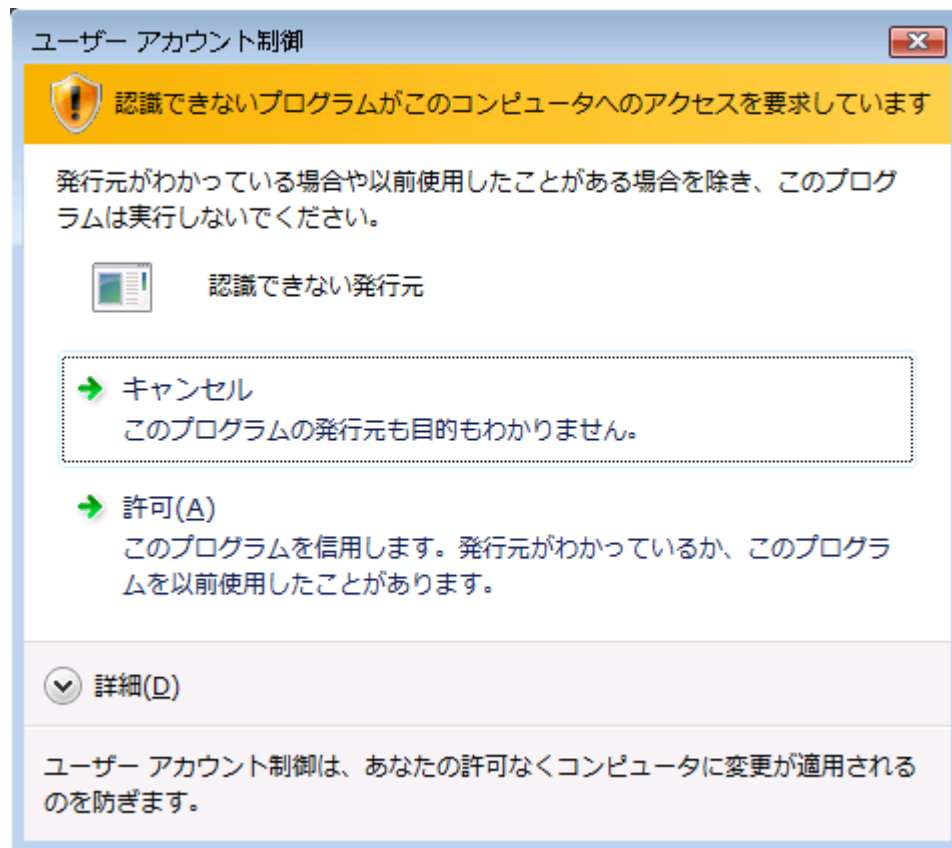 ユーザー アカウント制御
認識できないプログラムがこのコンピュータへのアクセスを要求しています
発行元がわかっている場合や以前使用したことがある場合を除き、このプログ
ラムは実行しないでください。
認識できない発行元
キャンセル
このプログラムの発行元も目的もわかりません。
許可(A)
このプログラムを信用します。発行元がわかっているか、このプログラ
ムを以前使用したことがあります。
詳細(D)
ユーザー アカウント制御は、あなたの許可なくコンピュータに変更が適用される
のを防ぎます。